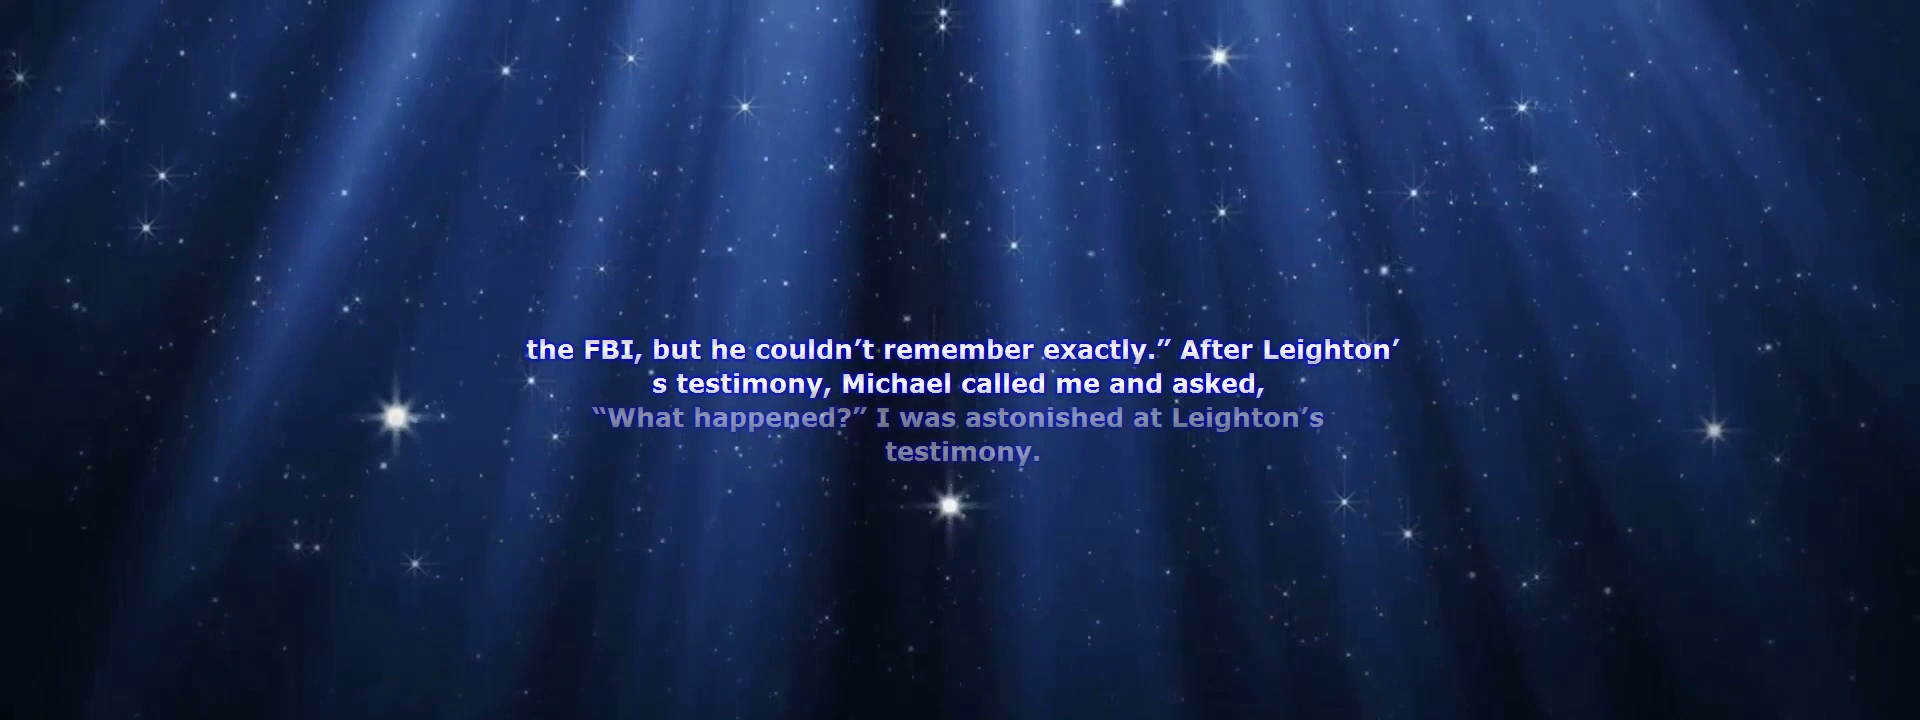 the FBI, but he couldn’t remember exactly.” After Leighton’
s testimony, Michael called me and asked,
“What happened?” I was astonished at Leighton’s
testimony.